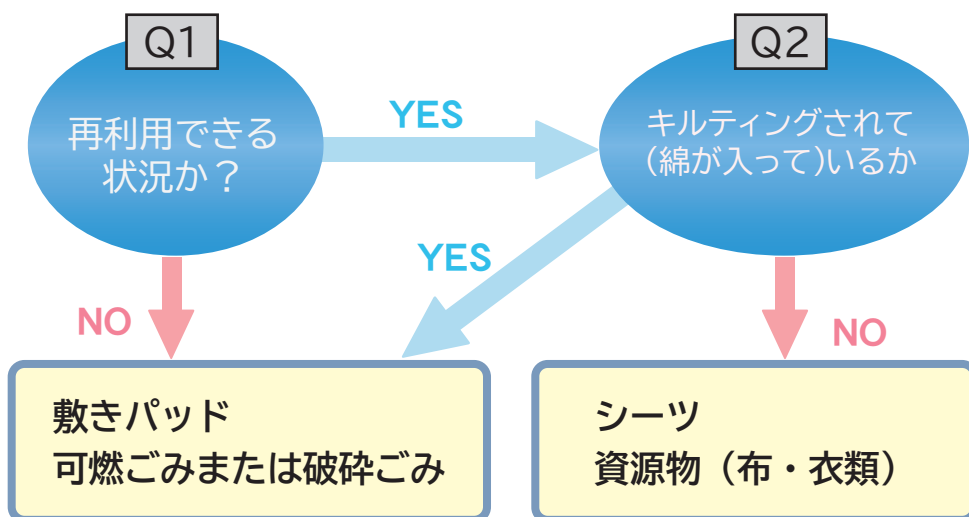 Q1
再利用できる
状況か？
YES
Q2
キルティングされて
(綿が入って)いるか
YES
NO
NO
敷きパッド
可燃ごみまたは破砕ごみ
シーツ
資源物（布・衣類）